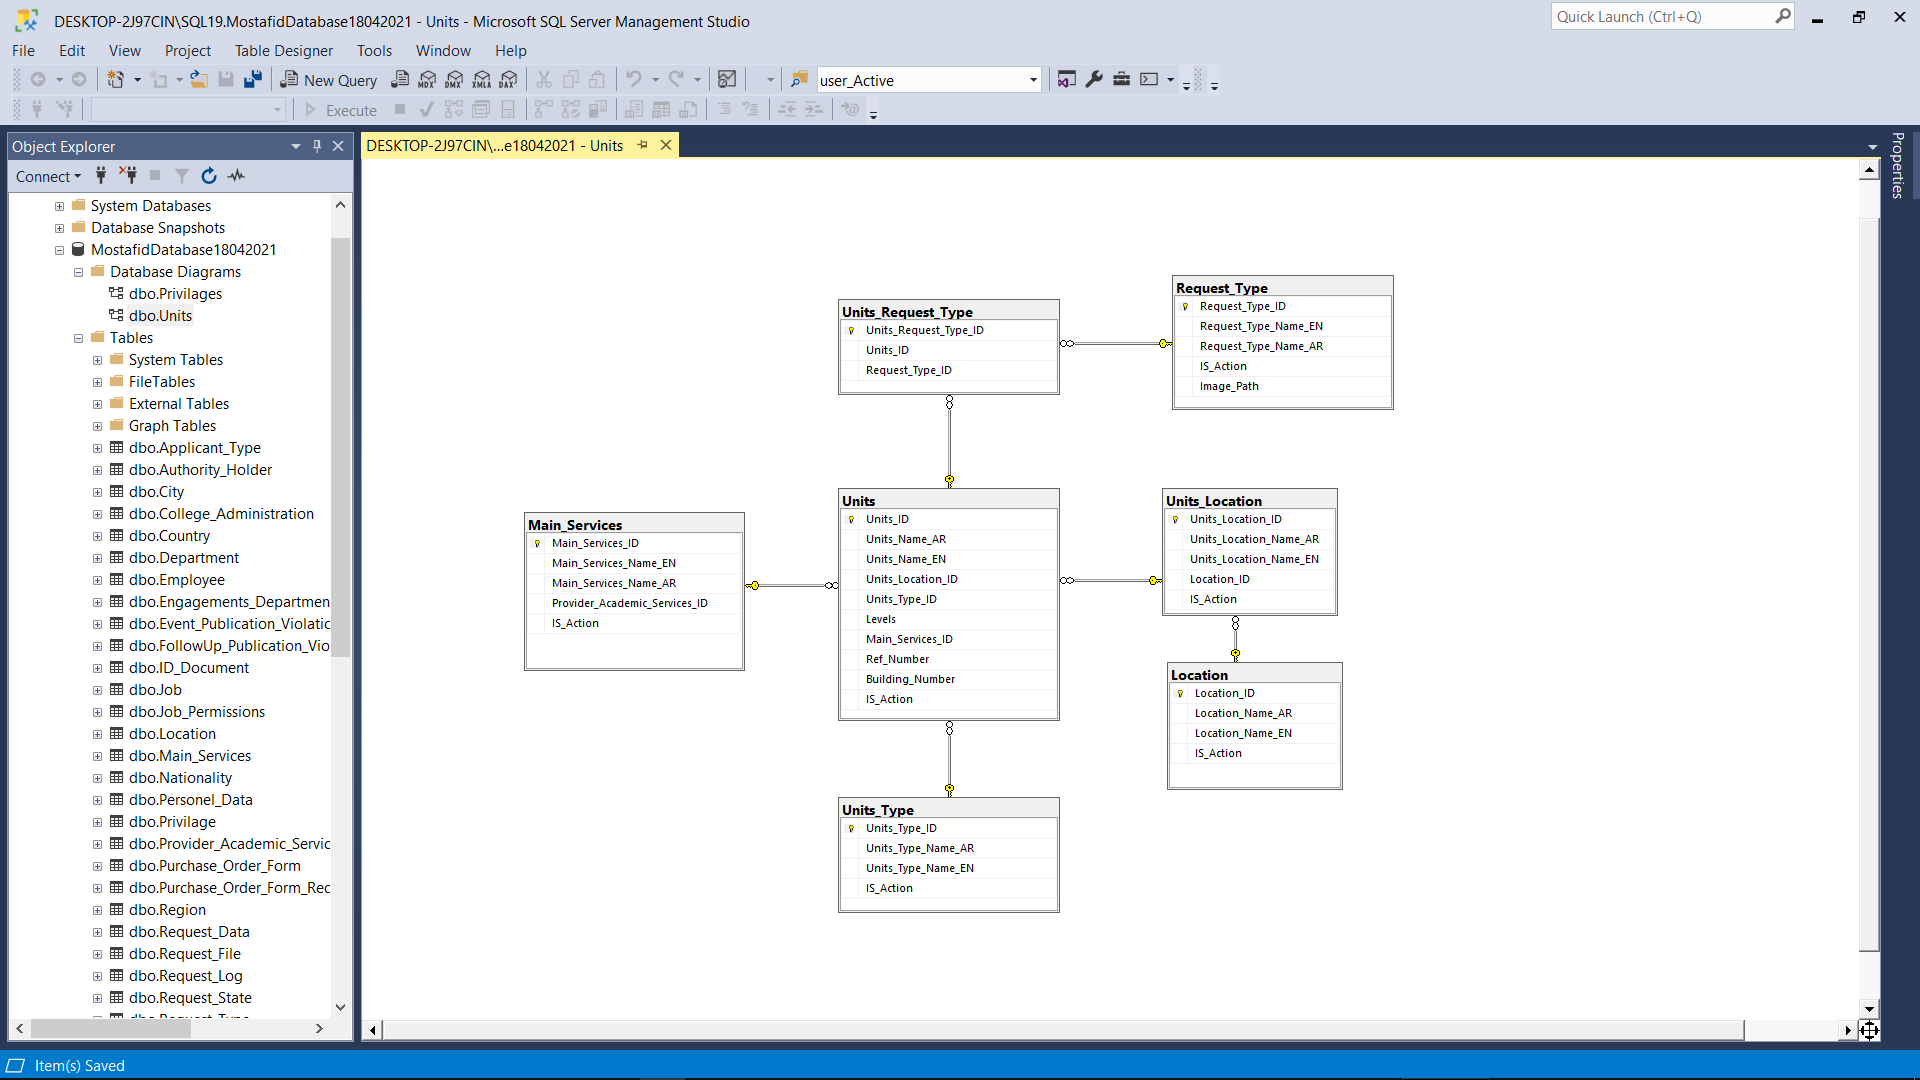 DESKTOP-2J97CIN\SQL19.MostafidDatabase18042021 - Units - Microsoft SQL Server Management Studio
Quick Launch (Ctrl+Q)
File Edit View Project Table Designer Tools Window Help
New Query
MDX DMX XMLA DAX
user_Active
Execute
Object Explorer
DESKTOP-2J97CIN\...e18042021 - Units
Properties
Connect
System Databases
Database Snapshots
MostafidDatabase18042021
Database Diagrams
dbo.Privilages
dbo.Units
Tables
System Tables
FileTables
External Tables
Graph Tables
dbo.Applicant_Type
dbo.Authority_Holder
dbo.City
dbo.College_Administration
dbo.Country
dbo.Department
dbo.Employee
dbo.Engagements_Departmen
dbo.Event_Publication_Violatic
dbo.FollowUp_Publication_Vio
dbo.ID_Document
dbo.Job
dbo.Job_Permissions
dbo.Location
dbo.Main_Services
dbo.Nationality
dbo.Personel_Data
dbo.Privilage
dbo.Provider_Academic_Servic
dbo.Purchase_Order_Form
dbo.Purchase_Order_Form_Rec
dbo.Region
dbo.Request_Data
dbo.Request_File
dbo.Request_Log
dbo.Request_State
Units_Request_Type
Units_Request_Type_ID
Units_ID
Request_Type_ID
Request_Type
Request_Type_ID
Request_Type_Name_EN
Request_Type_Name_AR
IS_Action
Image_Path
Main_Services
Main_Services_ID
Main_Services_Name_EN
Main_Services_Name_AR
Provider_Academic_Services_ID
IS_Action
Units
Units_ID
Units_Name_AR
Units_Name_EN
Units_Location_ID
Units_Type_ID
Levels
Main_Services_ID
Ref_Number
Building_Number
IS_Action
Units_Location
Units_Location_ID
Units_Location_Name_AR
Units_Location_Name_EN
Location_ID
IS_Action
Location
Location_ID
Location_Name_AR
Location_Name_EN
IS_Action
Units_Type
Units_Type_ID
Units_Type_Name_AR
Units_Type_Name_EN
IS_Action
Item(s) Saved